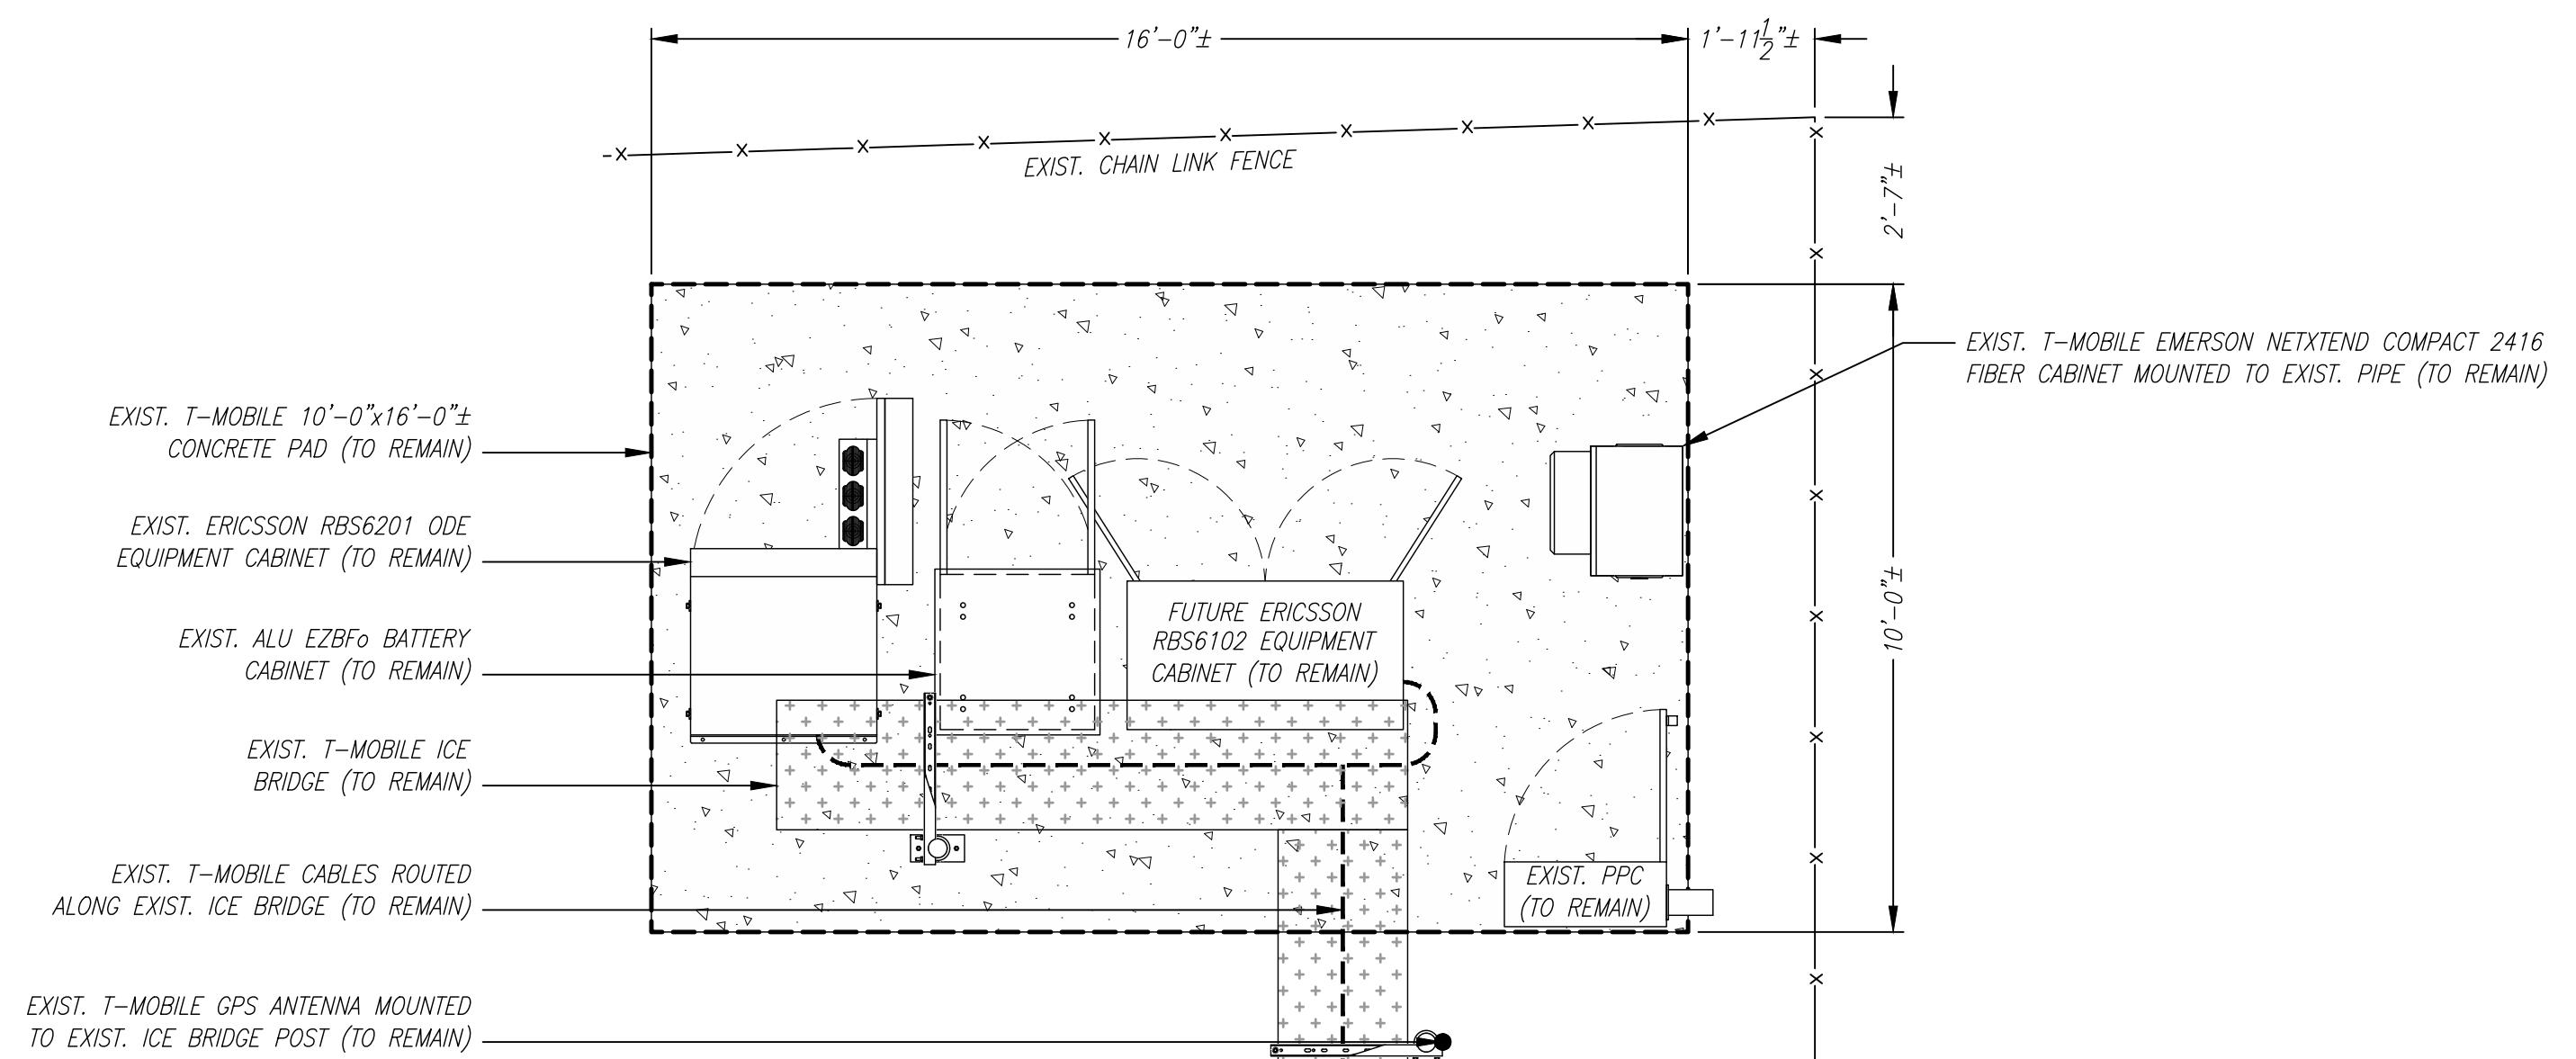 16'-0"±
1'-11 1/2"±
EXIST. CHAIN LINK FENCE
2'-7"±
EXIST. T-MOBILE EMERSON NETXTEND COMPACT 2416
FIBER CABINET MOUNTED TO EXIST. PIPE (TO REMAIN)
EXIST. T-MOBILE 10'-0"x16'-0"±
CONCRETE PAD (TO REMAIN)
EXIST. ERICSSON RBS6201 ODE
EQUIPMENT CABINET (TO REMAIN)
EXIST. ALU EZBFo BATTERY
CABINET (TO REMAIN)
EXIST. T-MOBILE ICE
BRIDGE (TO REMAIN)
EXIST. T-MOBILE CABLES ROUTED
ALONG EXIST. ICE BRIDGE (TO REMAIN)
EXIST. T-MOBILE GPS ANTENNA MOUNTED
TO EXIST. ICE BRIDGE POST (TO REMAIN)
FUTURE ERICSSON
RBS6102 EQUIPMENT
CABINET (TO REMAIN)
10'-0"±
EXIST. PPC
(TO REMAIN)